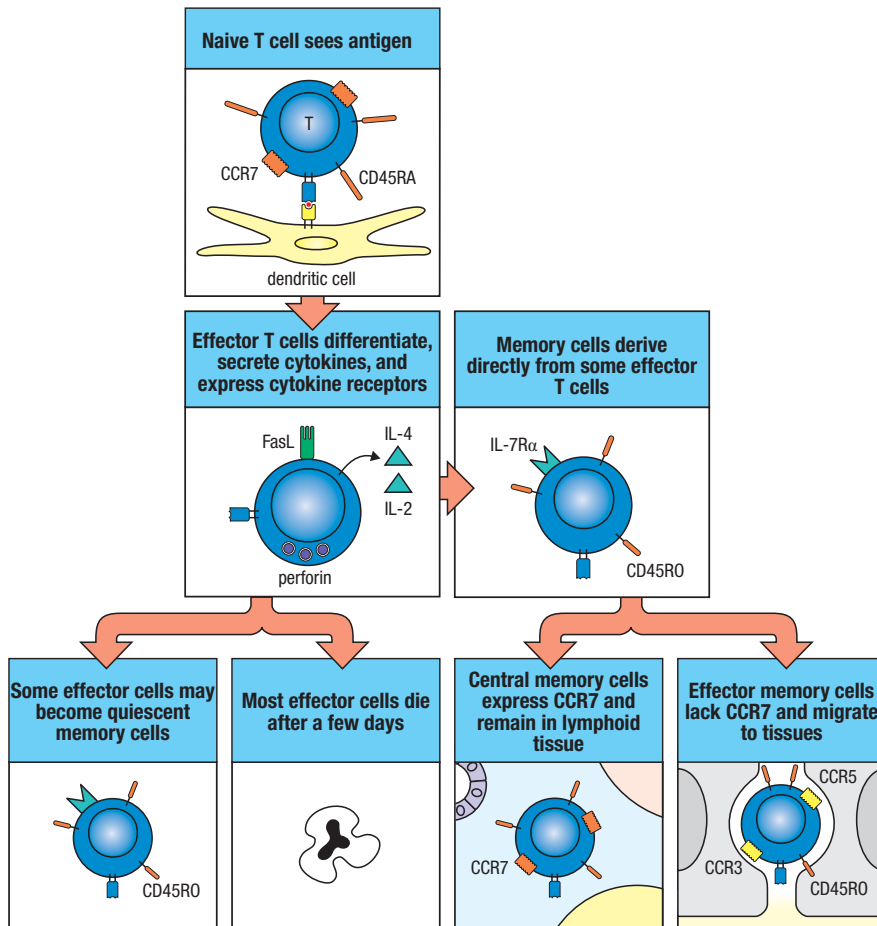 Naive T cell sees antigen
T
CCR7
CD45RA
dendritic cell
Effector T cells differentiate,
secrete cytokines, and
express cytokine receptors
FasL
IL-4
IL-2
perforin
Memory cells derive
directly from some effector
T cells
IL-7Rα
CD45RO
Some effector cells may
become quiescent
memory cells
CD45RO
Most effector cells die
after a few days
Central memory cells
express CCR7 and
remain in lymphoid
tissue
CCR7
Effector memory cells
lack CCR7 and migrate
to tissues
CCR5
CCR3
CD45RO